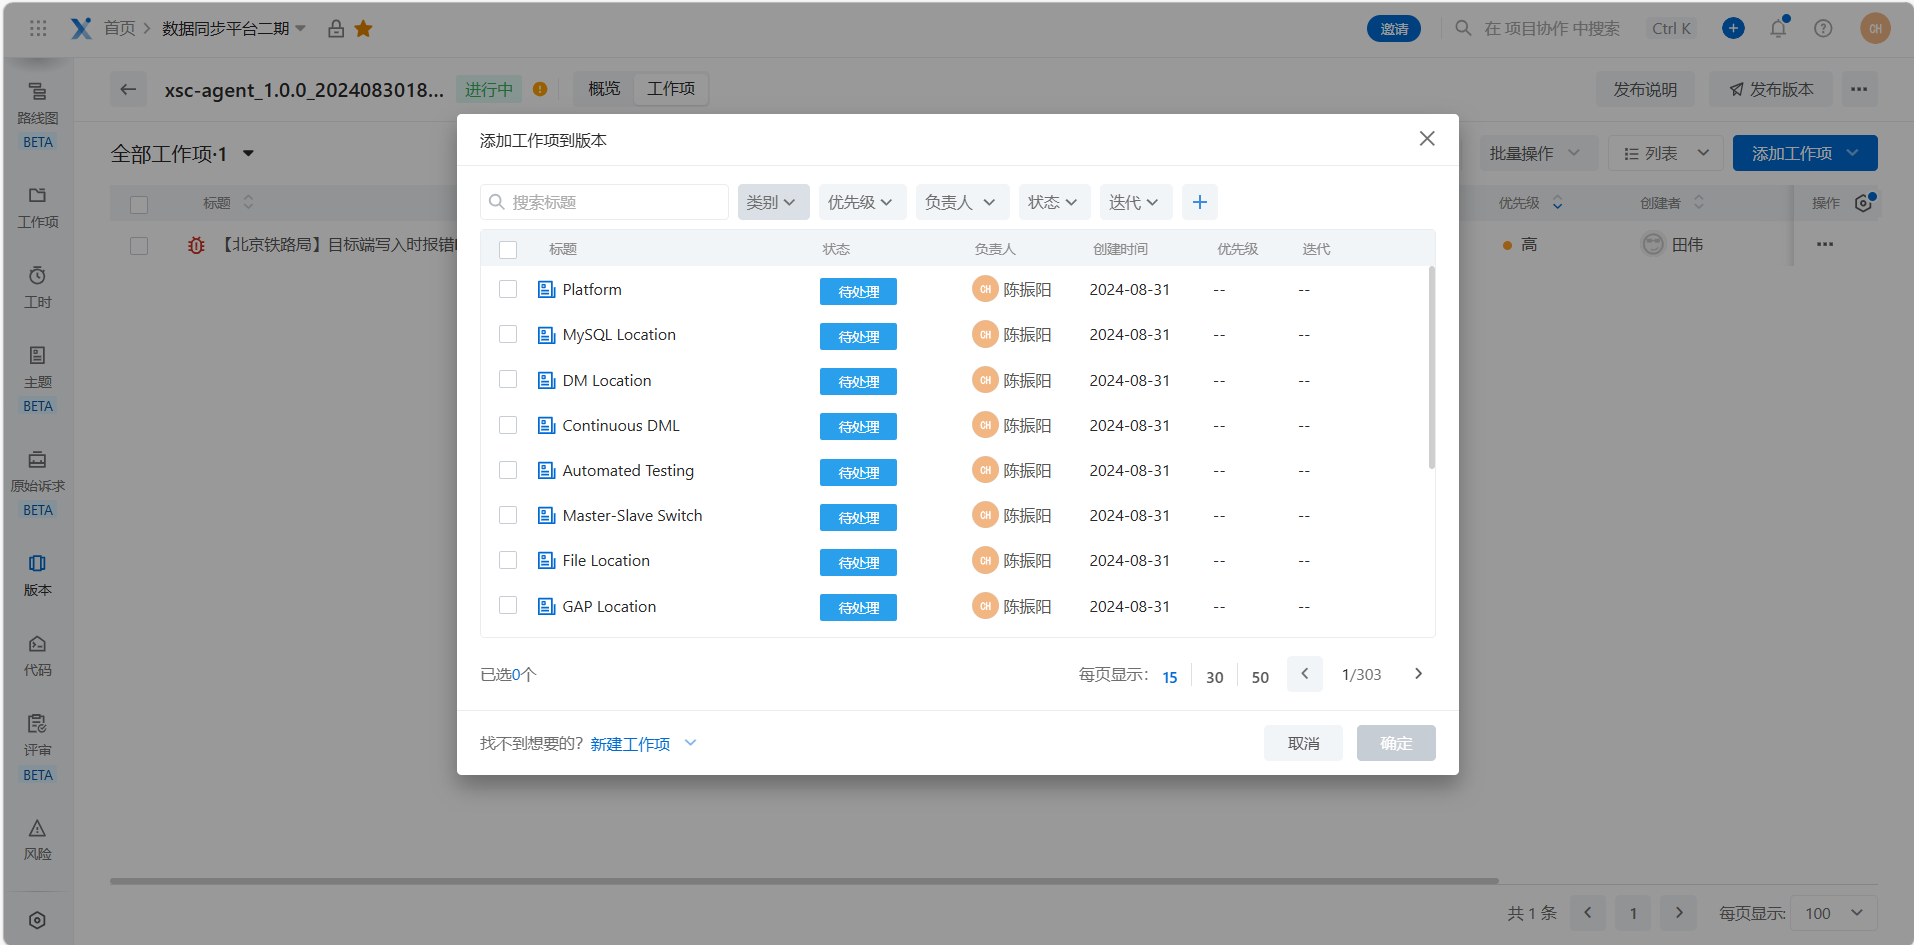 首页 数据同步平台二期 邀请 在 项目协作 中搜索 Ctrl K CH
xsc-agent_1.0.0_2024083018... 进行中 概览 工作项 发布说明 发布版本
路线图
BETA
工作项
工时
主题
BETA
原始诉求
BETA
版本
代码
评审
BETA
风险
全部工作项·1 批量操作 列表 添加工作项
标题 优先级 创建者 操作
【北京铁路局】目标端写入时报错 高 田伟
添加工作项到版本
搜索标题 类别 优先级 负责人 状态 迭代
标题 状态 负责人 创建时间 优先级 迭代
Platform 待处理 CH 陈振阳 2024-08-31 -- --
MySQL Location 待处理 CH 陈振阳 2024-08-31 -- --
DM Location 待处理 CH 陈振阳 2024-08-31 -- --
Continuous DML 待处理 CH 陈振阳 2024-08-31 -- --
Automated Testing 待处理 CH 陈振阳 2024-08-31 -- --
Master-Slave Switch 待处理 CH 陈振阳 2024-08-31 -- --
File Location 待处理 CH 陈振阳 2024-08-31 -- --
GAP Location 待处理 CH 陈振阳 2024-08-31 -- --
已选0个 每页显示: 15 30 50 1/303
找不到想要的? 新建工作项 取消 确定
共 1 条 1 每页显示: 100